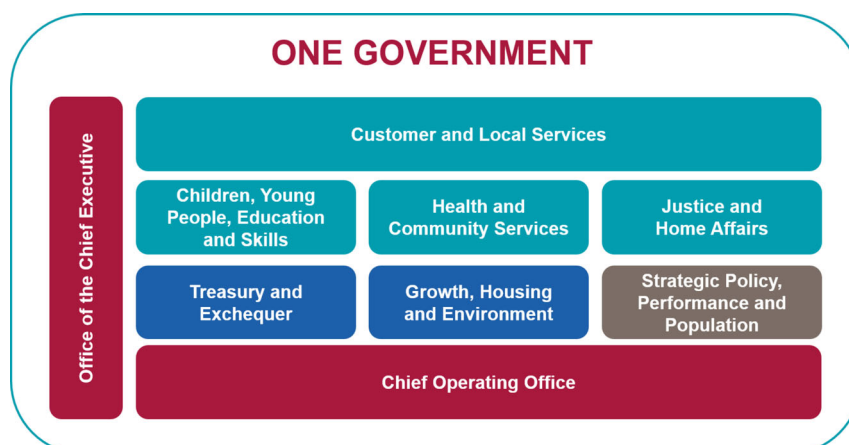 ONE GOVERNMENT
Office of the Chief Executive
Customer and Local Services
Children, Young
People, Education
and Skills
Health and
Community Services
Justice and
Home Affairs
Treasury and
Exchequer
Growth, Housing
and Environment
Strategic Policy,
Performance and
Population
Chief Operating Office